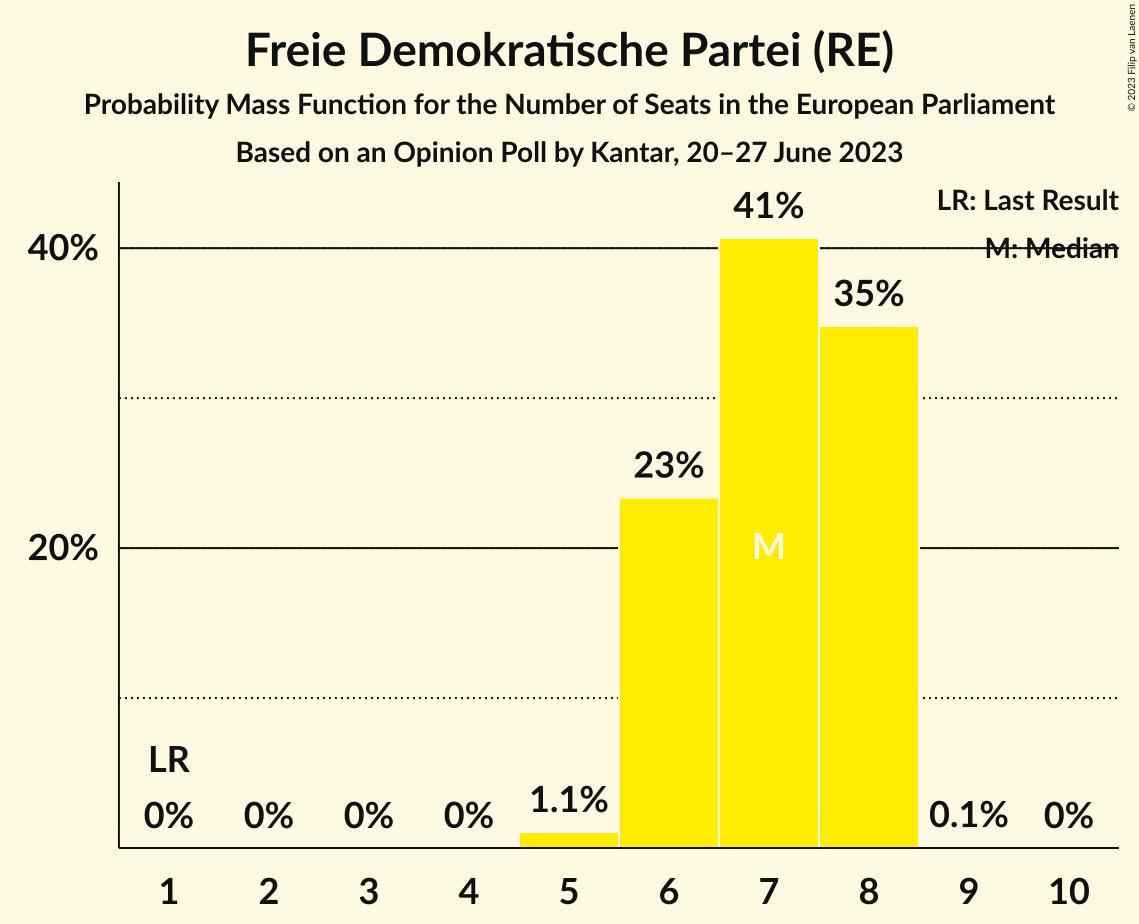 Freie Demokratische Partei (RE)
Probability Mass Function for the Number of Seats in the European Parliament
Based on an Opinion Poll by Kantar, 20–27 June 2023
© 2023 Filip van Laenen
LR: Last Result
M: Median
40%
20%
41%
35%
23%
M
LR
0%
0%
0%
0%
1.1%
0.1%
0%
1
2
3
4
5
6
7
8
9
10